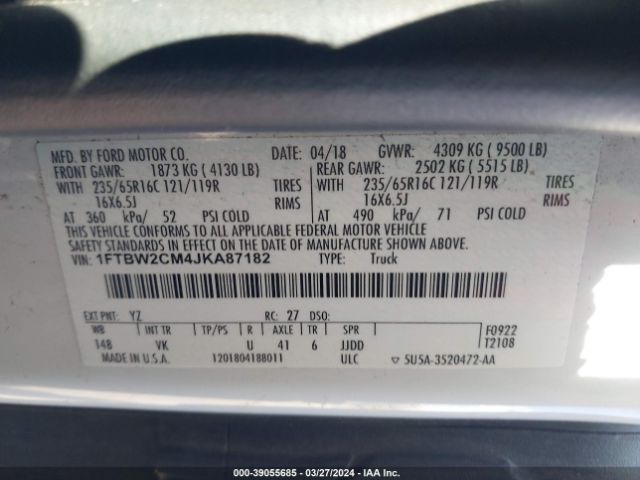 MFD. BY FORD MOTOR CO. DATE: 04/18 GVWR: 4309 KG ( 9500 LB)
FRONT GAWR: 1873 KG ( 4130 LB) REAR GAWR: 2502 KG ( 5515 LB)
WITH 235/65R16C 121/119R TIRES WITH 235/65R16C 121/119R TIRES
16X6.5J RIMS 16X6.5J RIMS
AT 360 kPa/ 52 PSI COLD AT 490 kPa/ 71 PSI COLD
THIS VEHICLE CONFORMS TO ALL APPLICABLE FEDERAL MOTOR VEHICLE
SAFETY STANDARDS IN EFFECT ON THE DATE OF MANUFACTURE SHOWN ABOVE.
VIN: 1FTBW2CM4JKA87182 TYPE: Truck
EXT PNT: YZ RC: 27 DSO:
WB INT TR TP/PS R AXLE TR SPR F0922
148 VK U 41 6 JJDD T2108
MADE IN U.S.A. 1201804188011 ULC 5U5A-3520472-AA
000-39055685 | 03/27/2024 | IAA Inc.